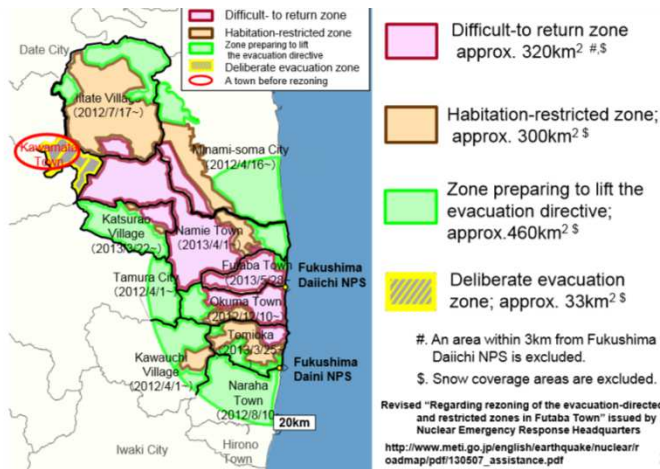 Difficult- to return zone
Habitation-restricted zone
Zone preparing to lift
the evacuation directive
Deliberate evacuation zone
A town before rezoning
Date City
Iitate Village
(2012/7/17~)
Kawamata
Town
Minami-soma City
(2012/4/16~)
Katsurao
Village
(2013/3/22~)
Namie Town
(2013/4/1~)
Tamura City
(2012/4/1~)
Futaba Town
(2013/5/28~
Fukushima
Daiichi NPS
Okuma Town
(2012/12/10~
Tomioka
(2013/3/25~
Kawauchi
Village
(2012/4/1~)
Fukushima
Daini NPS
Naraha
Town
(2012/8/10~
20km
Iwaki City
Hirono
Town
Difficult-to return zone
approx. 320km2 #,$
Habitation-restricted zone;
approx. 300km2 $
Zone preparing to lift the
evacuation directive;
approx.460km2 $
Deliberate evacuation
zone; approx. 33km2 $
#. An area within 3km from Fukushima
Daiichi NPS is excluded.
$. Snow coverage areas are excluded.
Revised “Regarding rezoning of the evacuation-directed
and restricted zones in Futaba Town” issued by
Nuclear Emergency Response Headquarters
http://www.meti.go.jp/english/earthquake/nuclear/r
oadmap/pdf/130507_assistance.pdf